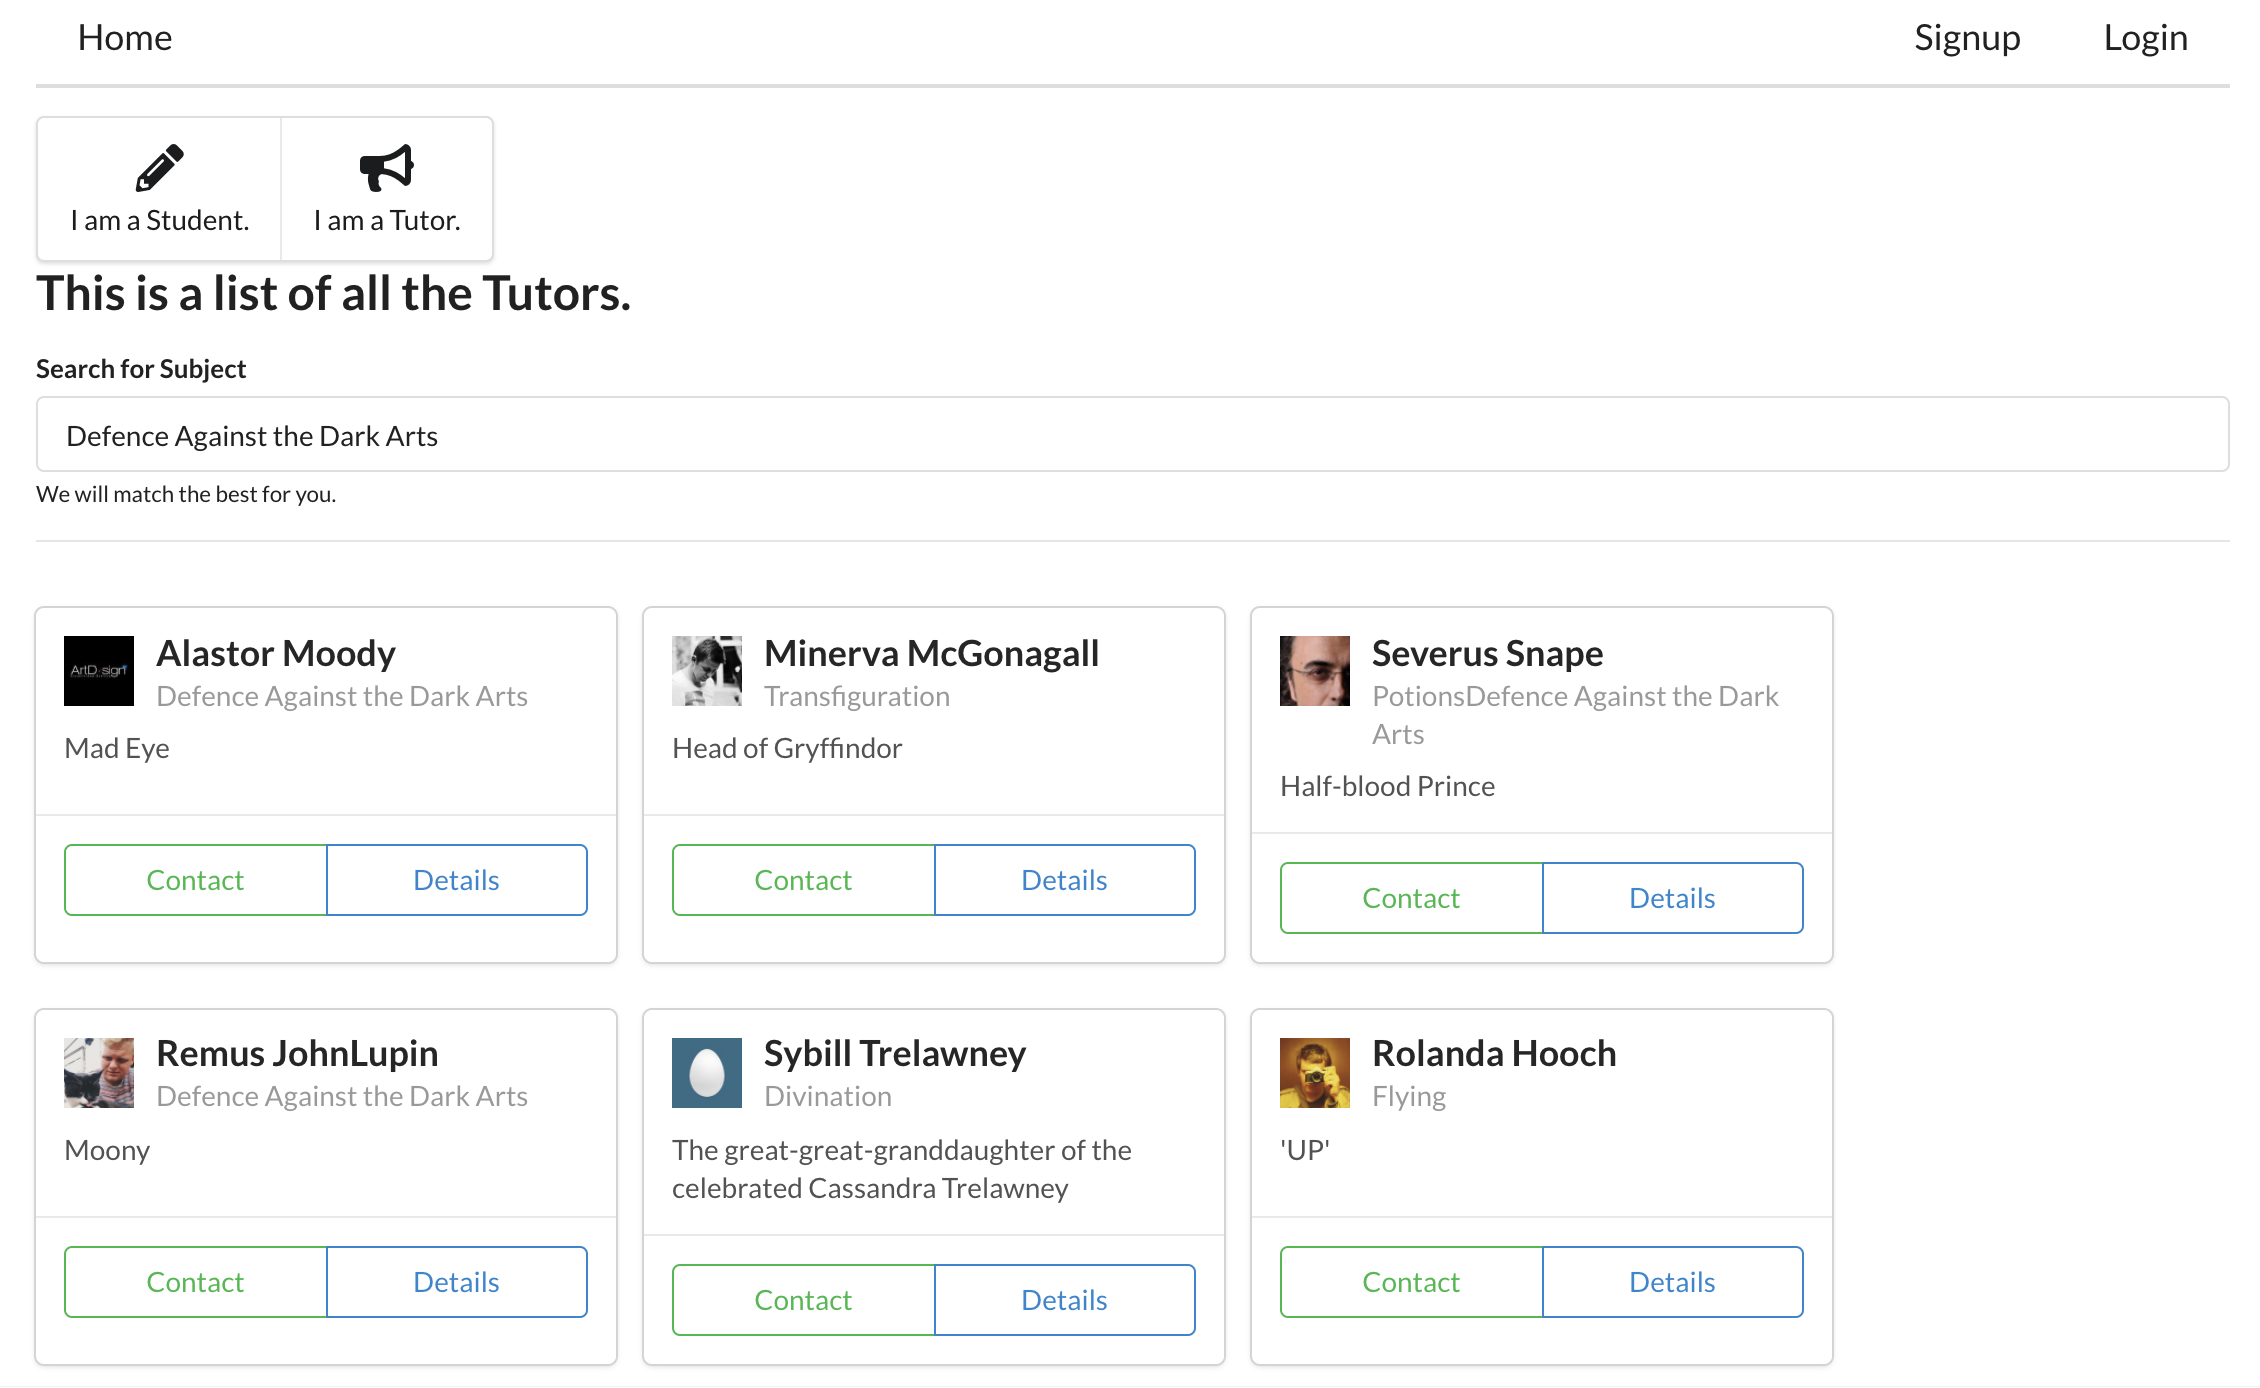 Home
Signup
Login
I am a Student.
I am a Tutor.
This is a list of all the Tutors.
Search for Subject
Defence Against the Dark Arts
We will match the best for you.
Alastor Moody
Defence Against the Dark Arts
Mad Eye
Contact
Details
Minerva McGonagall
Transfiguration
Head of Gryffindor
Contact
Details
Severus Snape
PotionsDefence Against the Dark
Arts
Half-blood Prince
Contact
Details
Remus JohnLupin
Defence Against the Dark Arts
Moony
Contact
Details
Sybill Trelawney
Divination
The great-great-granddaughter of the
celebrated Cassandra Trelawney
Contact
Details
Rolanda Hooch
Flying
'UP'
Contact
Details